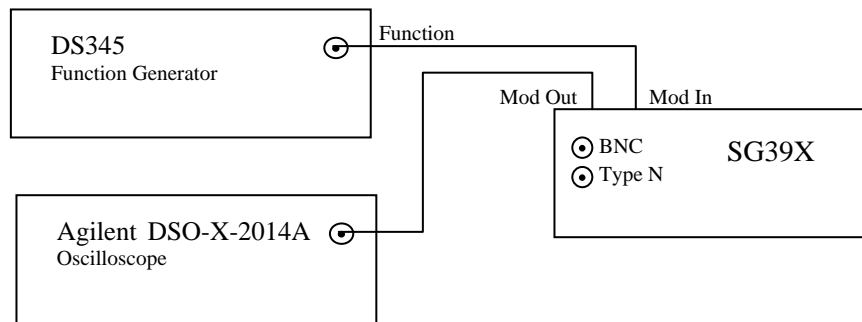 DS345
Function Generator
Function
Mod Out
Mod In
BNC
Type N
SG39X
Agilent DSO-X-2014A
Oscilloscope